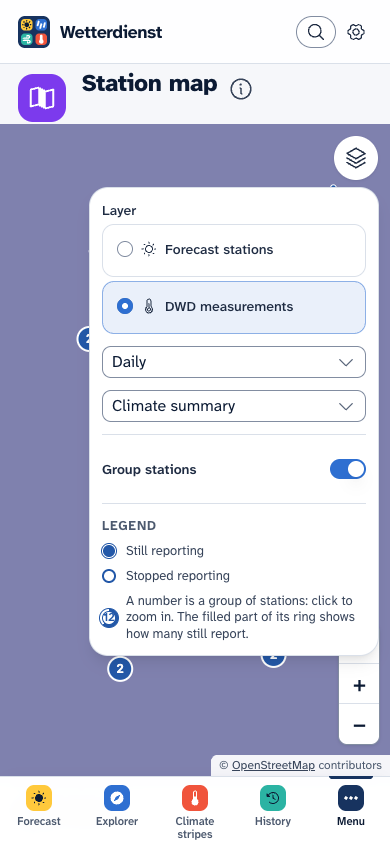 Wetterdienst
Station map
Layer
Forecast stations
DWD measurements
Daily
Climate summary
Group stations
LEGEND
Still reporting
Stopped reporting
12
A number is a group of stations: click to
zoom in. The filled part of its ring shows
how many still report.
2
2
+
−
© OpenStreetMap contributors
Forecast
Explorer
Climate
stripes
History
Menu